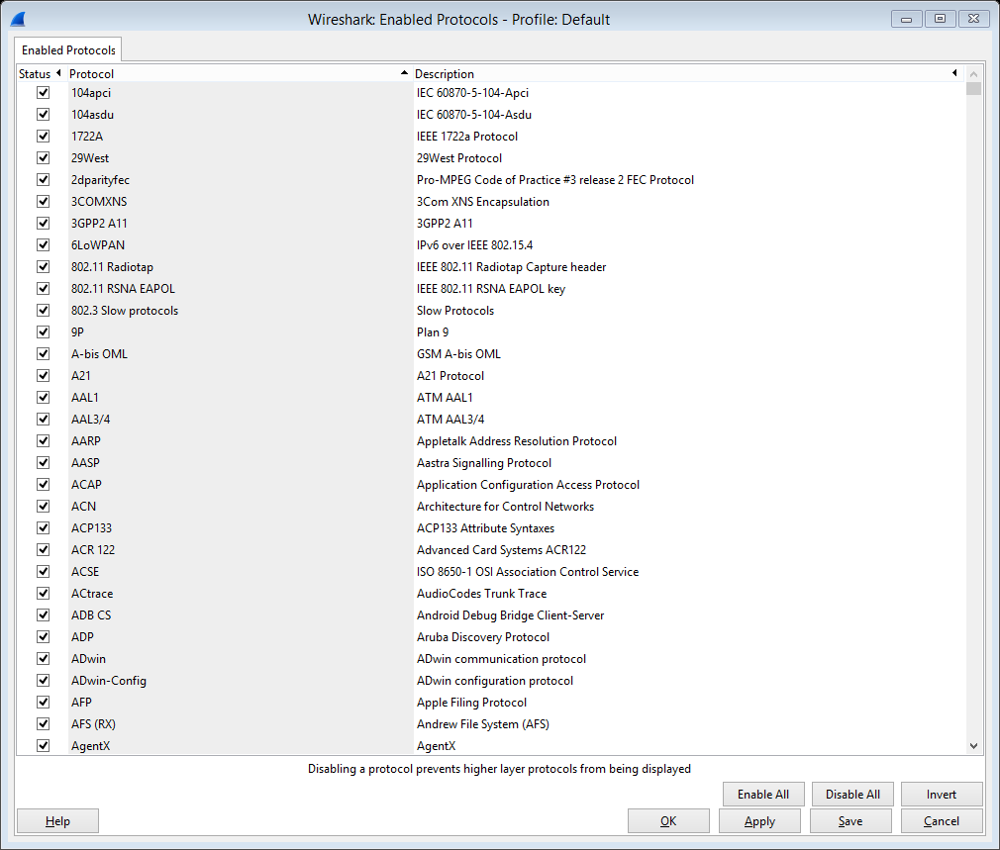 Wireshark: Enabled Protocols - Profile: Default
Enabled Protocols
Status Protocol Description
104apci IEC 60870-5-104-Apci
104asdu IEC 60870-5-104-Asdu
1722A IEEE 1722a Protocol
29West 29West Protocol
2dparityfec Pro-MPEG Code of Practice #3 release 2 FEC Protocol
3COMXNS 3Com XNS Encapsulation
3GPP2 A11 3GPP2 A11
6LoWPAN IPv6 over IEEE 802.15.4
802.11 Radiotap IEEE 802.11 Radiotap Capture header
802.11 RSNA EAPOL IEEE 802.11 RSNA EAPOL key
802.3 Slow protocols Slow Protocols
9P Plan 9
A-bis OML GSM A-bis OML
A21 A21 Protocol
AAL1 ATM AAL1
AAL3/4 ATM AAL3/4
AARP Appletalk Address Resolution Protocol
AASP Aastra Signalling Protocol
ACAP Application Configuration Access Protocol
ACN Architecture for Control Networks
ACP133 ACP133 Attribute Syntaxes
ACR 122 Advanced Card Systems ACR122
ACSE ISO 8650-1 OSI Association Control Service
ACtrace AudioCodes Trunk Trace
ADB CS Android Debug Bridge Client-Server
ADP Aruba Discovery Protocol
ADwin ADwin communication protocol
ADwin-Config ADwin configuration protocol
AFP Apple Filing Protocol
AFS (RX) Andrew File System (AFS)
AgentX AgentX
Disabling a protocol prevents higher layer protocols from being displayed
Enable All Disable All Invert
Help OK Apply Save Cancel